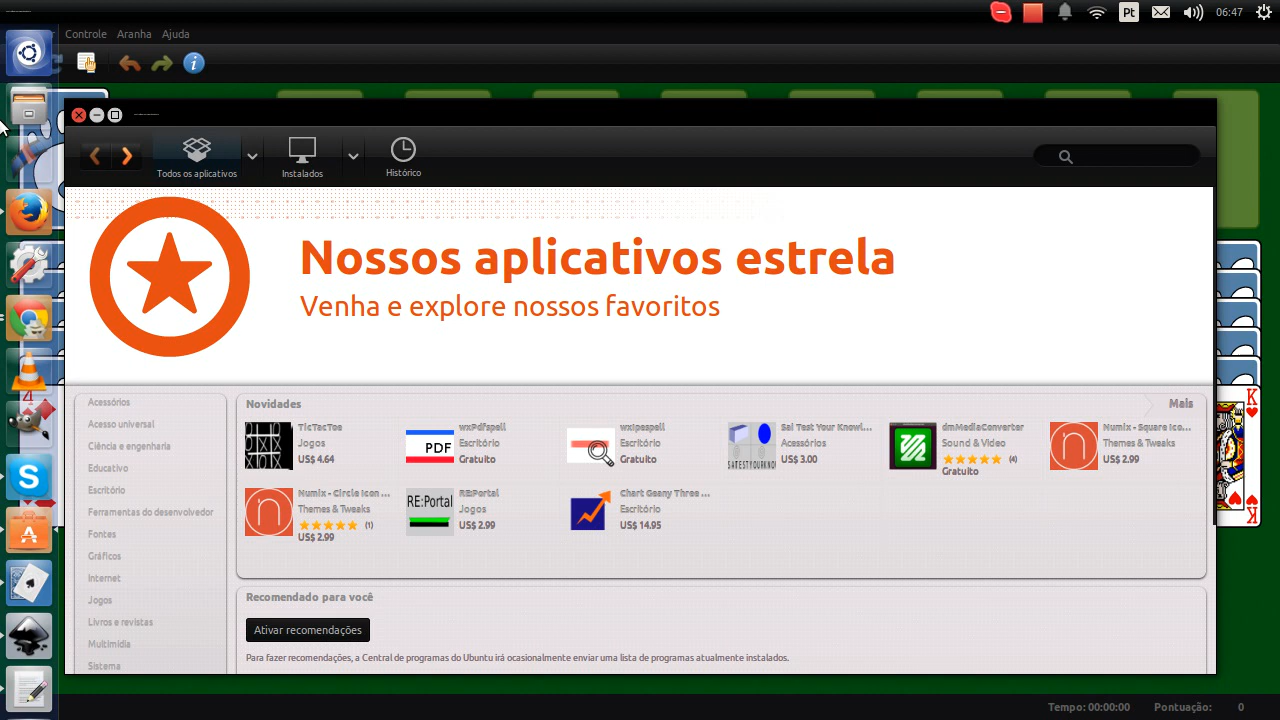 Pt
06:47
Controle Aranha Ajuda
Todos os aplicativos
Instalados
Histórico
Nossos aplicativos estrela
Venha e explore nossos favoritos
Acessórios
Acesso universal
Ciência e engenharia
Educativo
Escritório
Ferramentas do desenvolvedor
Fontes
Gráficos
Internet
Jogos
Livros e revistas
Multimídia
Sistema
Novidades
Mais
TicTacToe
Jogos
US$ 4.64
PDF
wxPdfspell
Escritório
Gratuito
wxipaspell
Escritório
Gratuito
SATESTYOURKNO
Sai Test Your Knowl...
Acessórios
US$ 3.00
dmMediaConverter
Sound & Video
(4)
Gratuito
Numix - Square Ico...
Themes & Tweaks
US$ 2.99
Numix - Circle Icon ...
Themes & Tweaks
(1)
US$ 2.99
RE:Portal
RE:Portal
Jogos
US$ 2.99
Chart Geany Three ...
Escritório
US$ 14.95
Recomendado para você
Ativar recomendações
Para fazer recomendações, a Central de programas do Ubuntu irá ocasionalmente enviar uma lista de programas atualmente instalados.
4
K
K
Tempo: 00:00:00 Pontuação: 0